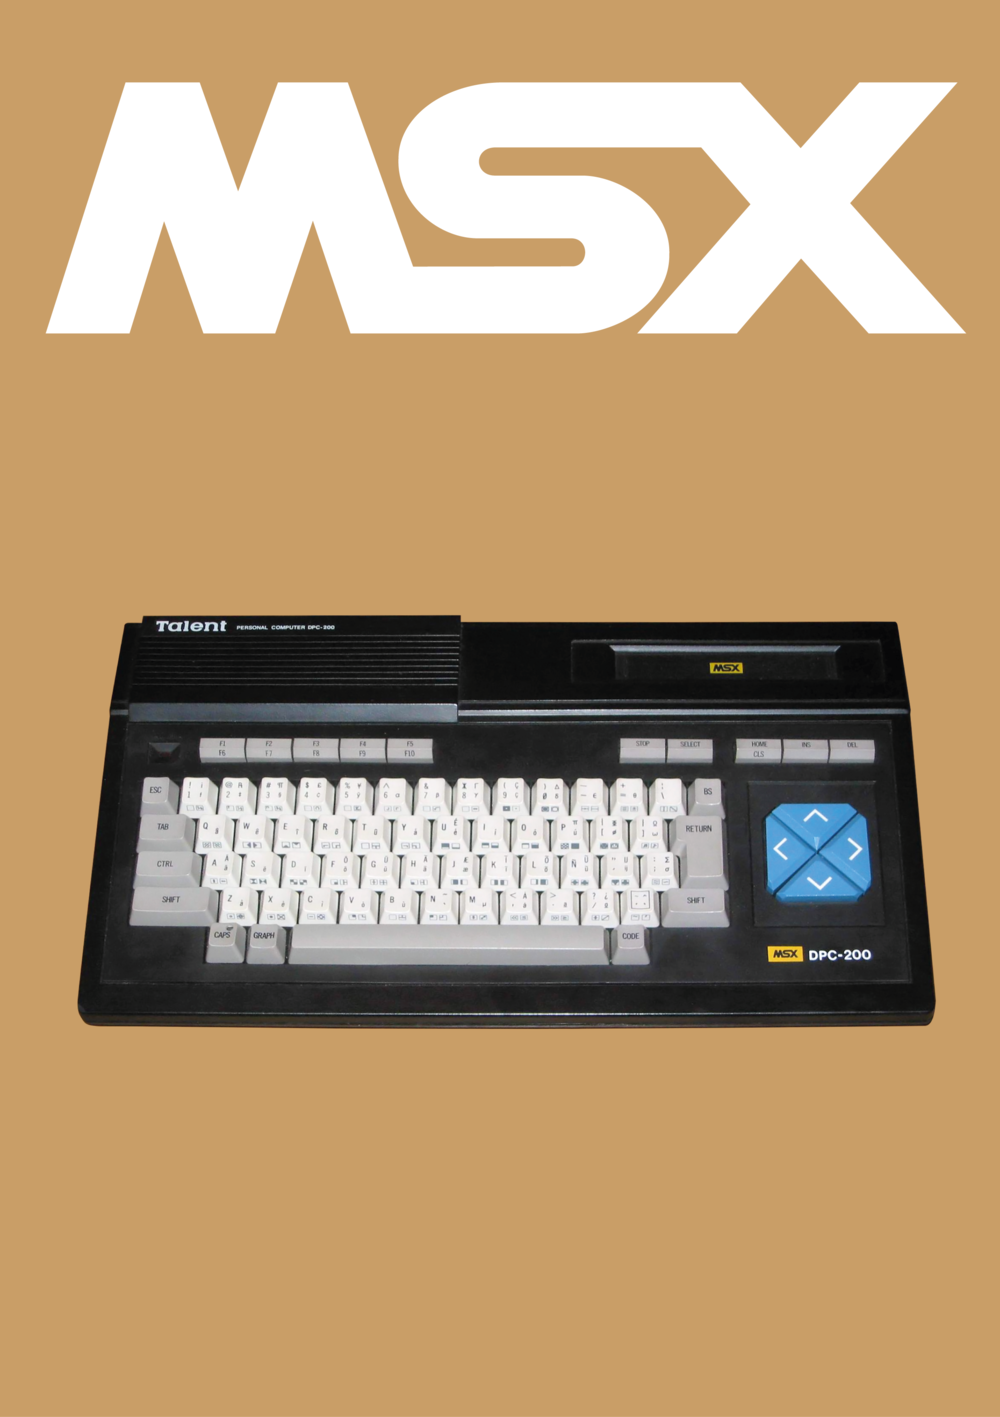 MSX
Talent PERSONAL COMPUTER DPC-200
MSX
F1 F2 F3 F4 F5 STOP SELECT HOME INS DEL
F6 F7 F8 F9 F10 CLS
ESC BS
TAB Q W E R T Y U I O P RETURN
CTRL A S D F G H J K L Ñ
SHIFT Z X C V B N M SHIFT
CAPS GRAPH CODE
MSX DPC-200